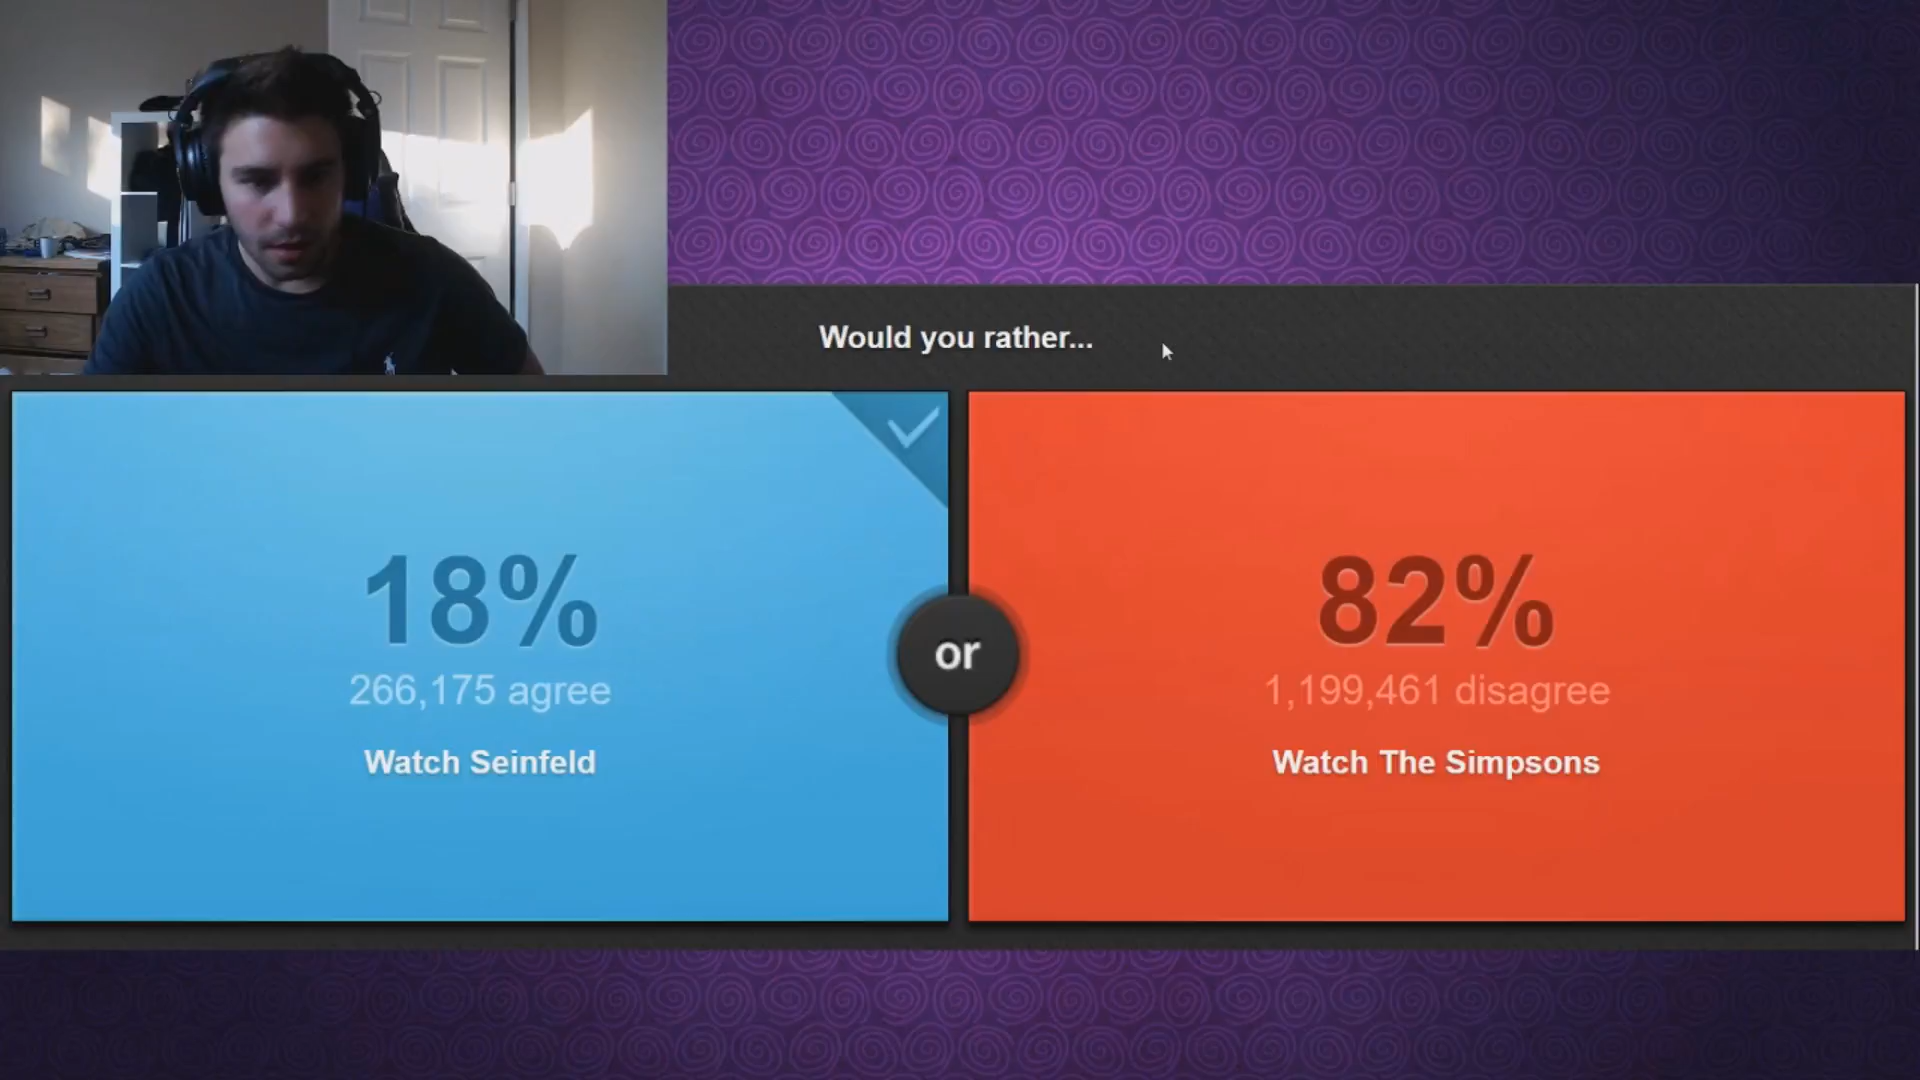 Would you rather...
18%
266,175 agree
Watch Seinfeld
or
82%
1,199,461 disagree
Watch The Simpsons